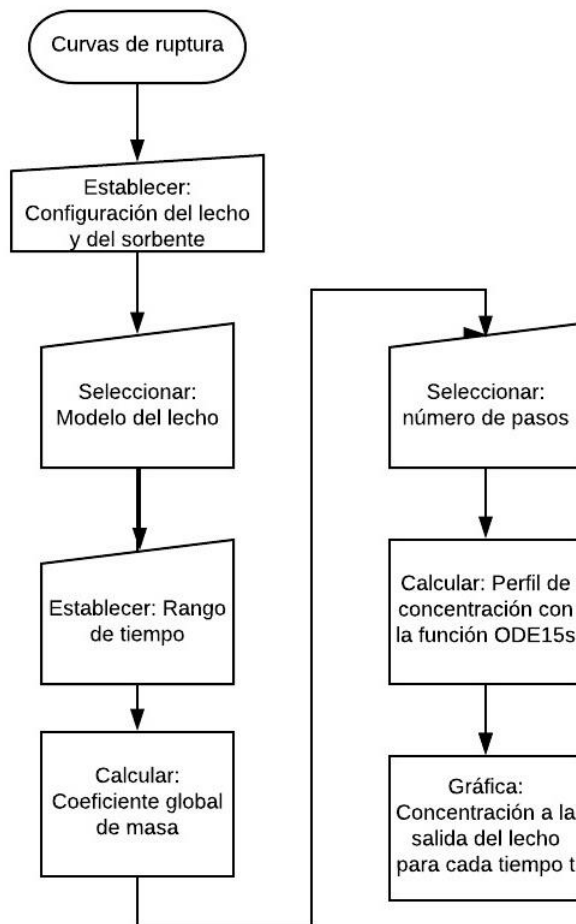 Curvas de ruptura
Establecer:
Configuración del lecho
y del sorbente
Seleccionar:
Modelo del lecho
Establecer: Rango
de tiempo
Calcular:
Coeficiente global
de masa
Seleccionar:
número de pasos
Calcular: Perfil de
concentración con
la función ODE15s
Gráfica:
Concentración a la
salida del lecho
para cada tiempo t